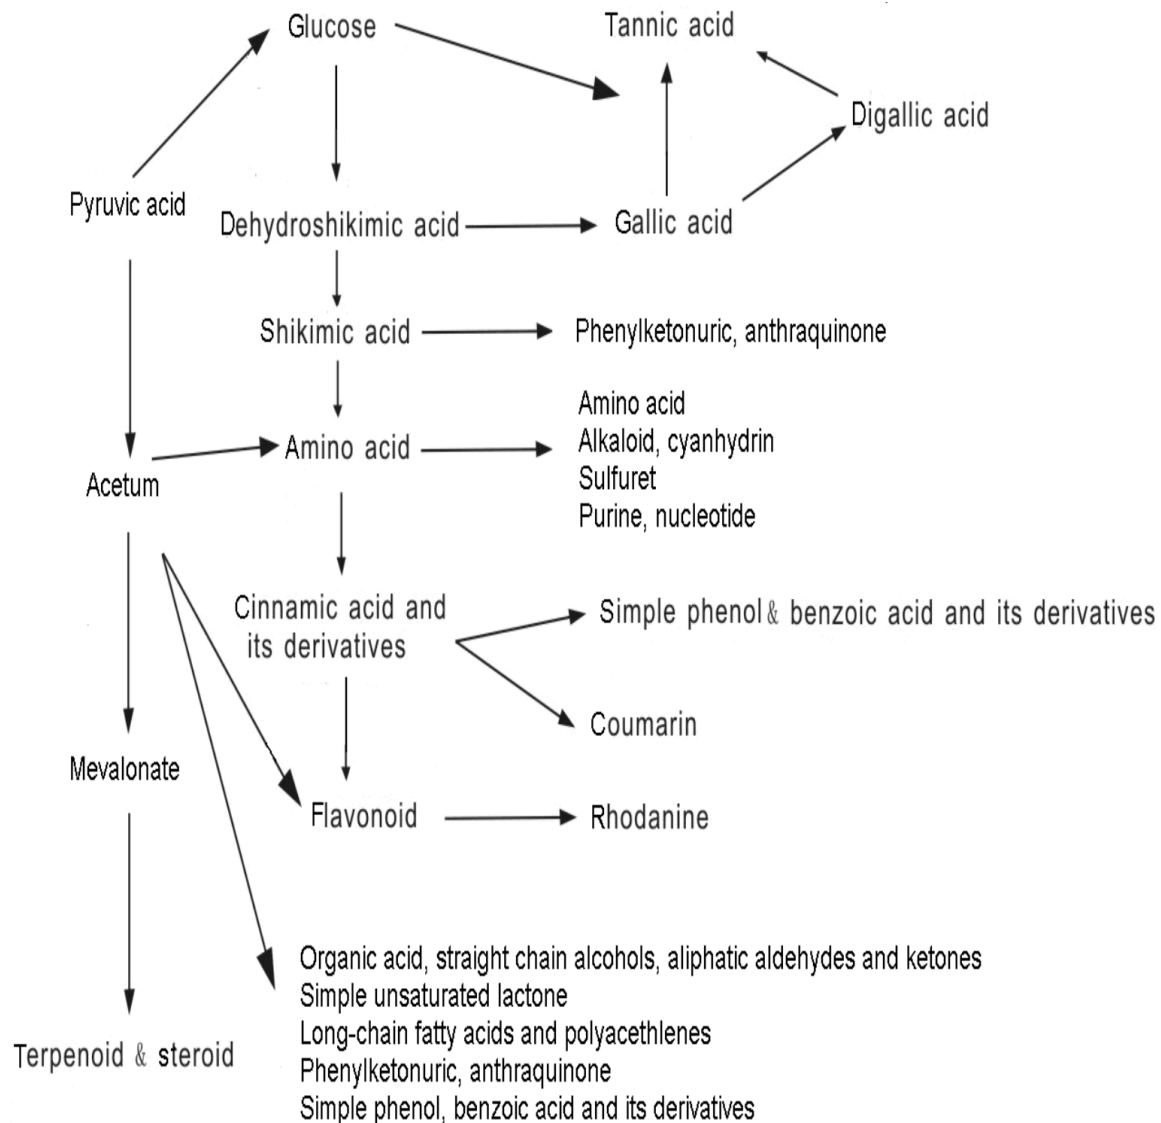 Glucose
Tannic acid
Digallic acid
Pyruvic acid
Dehydroshikimic acid
Gallic acid
Shikimic acid
Phenylketonuric, anthraquinone
Amino acid
Alkaloid, cyanhydrin
Sulfuret
Purine, nucleotide
Amino acid
Acetum
Cinnamic acid and
its derivatives
Simple phenol & benzoic acid and its derivatives
Coumarin
Mevalonate
Flavonoid
Rhodanine
Organic acid, straight chain alcohols, aliphatic aldehydes and ketones
Simple unsaturated lactone
Long-chain fatty acids and polyacethlenes
Phenylketonuric, anthraquinone
Simple phenol, benzoic acid and its derivatives
Terpenoid & steroid